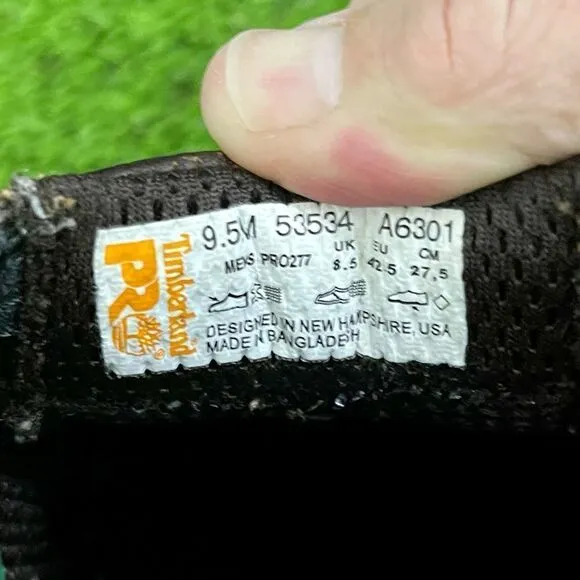 Timberland
PRO
9.5M 53534 A6301
UK EU CM
MENS PRO277 8.5 42.5 27.5
DESIGNED IN NEW HAMPSHIRE, USA
MADE IN BANGLADESH